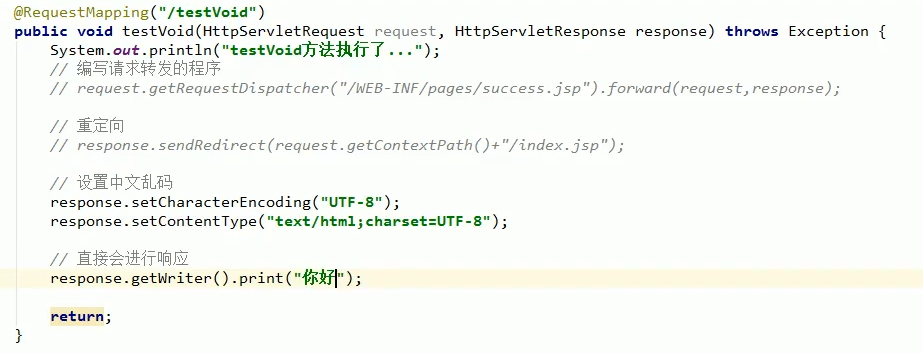 @RequestMapping("/testVoid")
public void testVoid(HttpServletRequest request, HttpServletResponse response) throws Exception {
    System.out.println("testVoid方法执行了...");
    // 编写请求转发的程序
    // request.getRequestDispatcher("/WEB-INF/pages/success.jsp").forward(request,response);
    // 重定向
    // response.sendRedirect(request.getContextPath()+"/index.jsp");
    // 设置中文乱码
    response.setCharacterEncoding("UTF-8");
    response.setContentType("text/html;charset=UTF-8");
    // 直接会进行响应
    response.getWriter().print("你好");
    return;
}